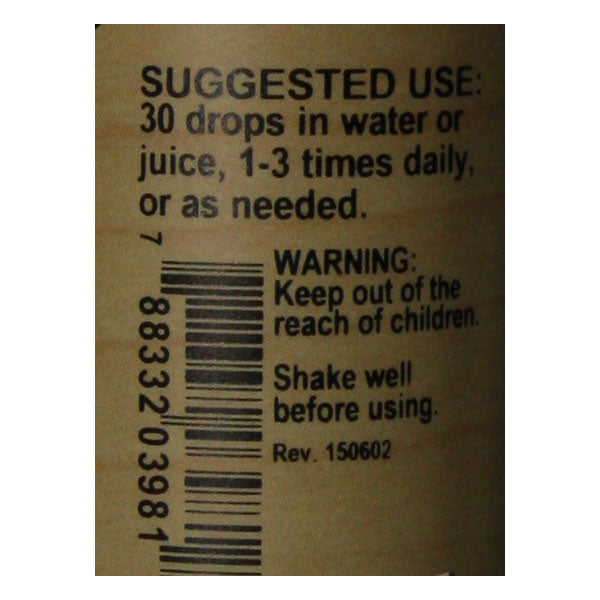 SUGGESTED USE:
30 drops in water or
juice, 1-3 times daily,
or as needed.
WARNING:
Keep out of the
reach of children.
Shake well
before using.
Rev. 150602
7 88332 03981